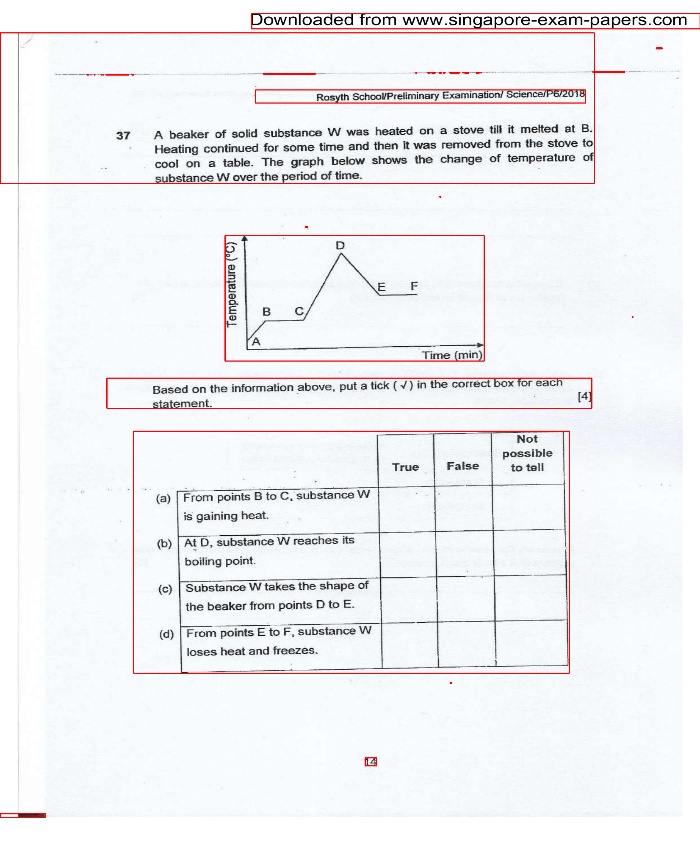 Downloaded from www.singapore-exam-papers.com
Rosyth School/Preliminary Examination/ Science/P6/2018
37 A beaker of solid substance W was heated on a stove till it melted at B.
Heating continued for some time and then it was removed from the stove to
cool on a table. The graph below shows the change of temperature of
substance W over the period of time.
Temperature (°C)
D
E F
B C
A
Time (min)
Based on the information above, put a tick (√) in the correct box for each
statement. [4]
Not
possible
to tell
True False
(a) From points B to C, substance W
is gaining heat.
(b) At D, substance W reaches its
boiling point.
(c) Substance W takes the shape of
the beaker from points D to E.
(d) From points E to F, substance W
loses heat and freezes.
14